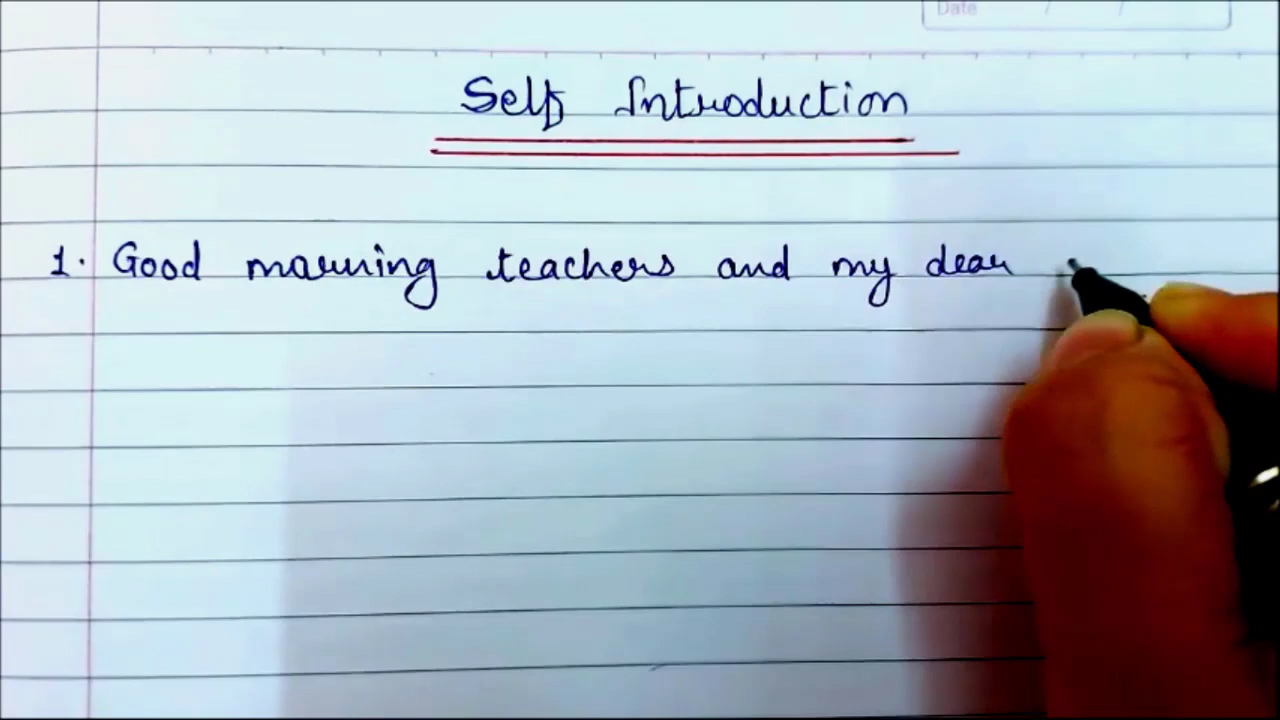 Date / /
Self Introduction
1. Good morning teachers and my dear